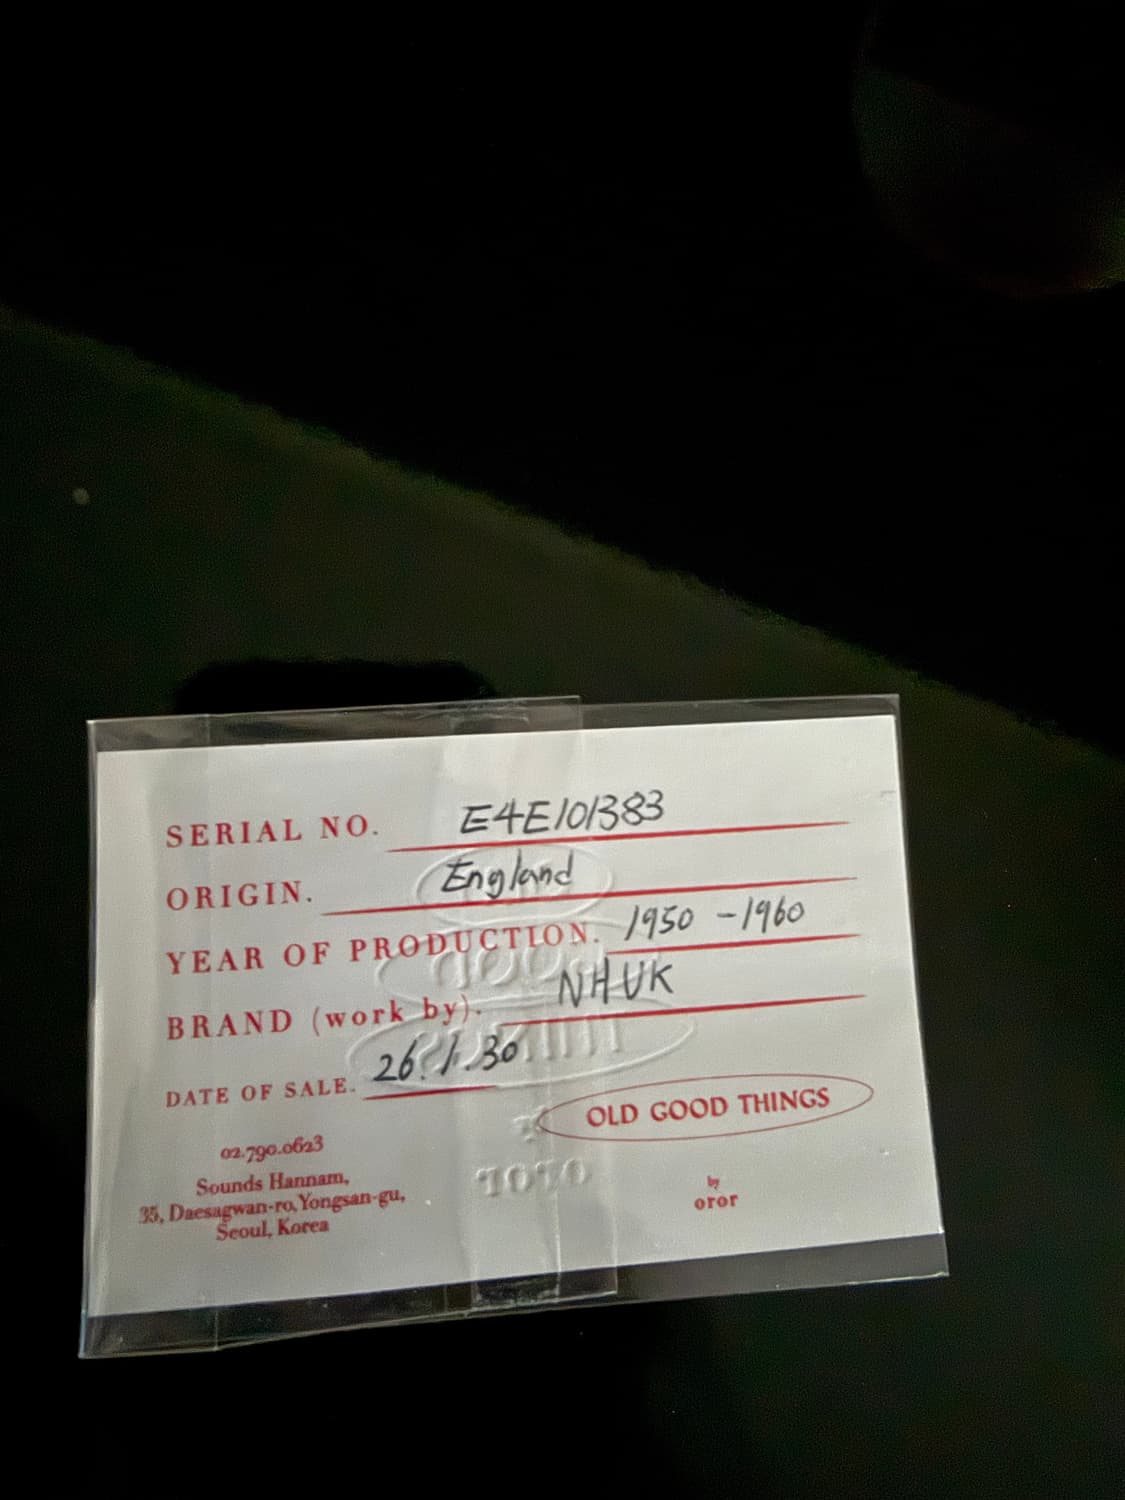 SERIAL NO. E4E101383
ORIGIN. England
YEAR OF PRODUCTION. 1950 - 1960
BRAND (work by). NHUK
DATE OF SALE. 26. 1. 30
02.790.0623
Sounds Hannam,
35, Daesagwan-ro, Yongsan-gu,
Seoul, Korea
OLD GOOD THINGS
by
oror